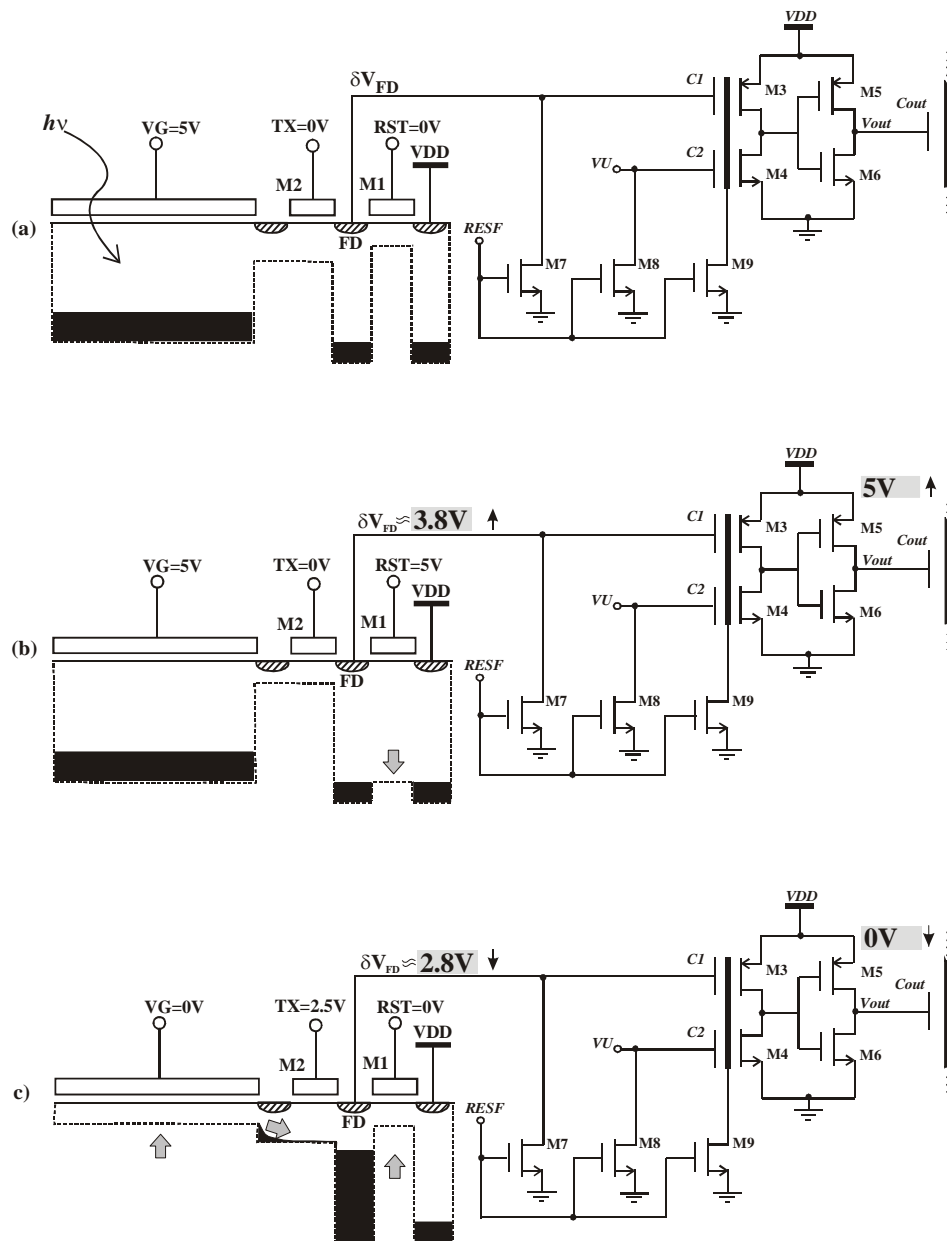 VDD
δV_FD
C1
M3
M5
Cout
hν
VG=5V
TX=0V
RST=0V
Vout
M2
M1
VDD
VU
C2
M4
M6
(a)
FD
RESF
M7
M8
M9
VDD
5V
δV_FD ≈ 3.8V
C1
M3
M5
Cout
VG=5V
TX=0V
RST=5V
Vout
M2
M1
VDD
VU
C2
M4
M6
(b)
FD
RESF
M7
M8
M9
VDD
0V
δV_FD ≈ 2.8V
C1
M3
M5
Cout
VG=0V
TX=2.5V
RST=0V
Vout
M2
M1
VDD
VU
C2
M4
M6
c)
FD
RESF
M7
M8
M9